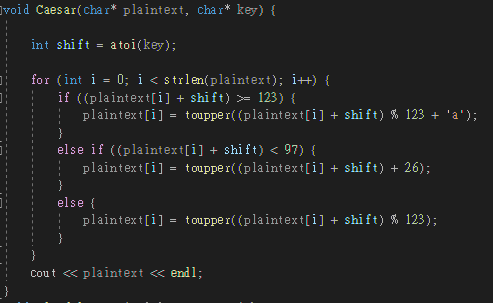 void Caesar(char* plaintext, char* key) {
int shift = atoi(key);
for (int i = 0; i < strlen(plaintext); i++) {
if ((plaintext[i] + shift) >= 123) {
plaintext[i] = toupper((plaintext[i] + shift) % 123 + 'a');
}
else if ((plaintext[i] + shift) < 97) {
plaintext[i] = toupper((plaintext[i] + shift) + 26);
}
else {
plaintext[i] = toupper((plaintext[i] + shift) % 123);
}
}
cout << plaintext << endl;
}